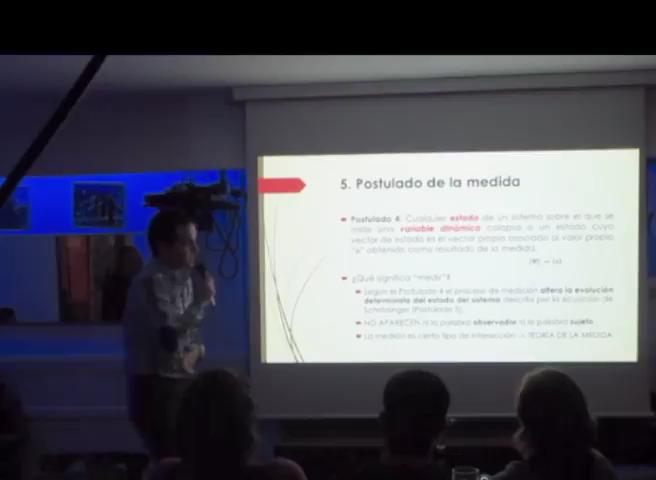 5. Postulado de la medida
Postulado 4: Cualquier estado de un sistema sobre el que se
mide una variable dinámica colapsa a un estado cuyo
vector de estado es el vector propio asociado al valor propio
"a" obtenido como resultado de la medida.
¿Qué significa "medir"?
Según el Postulado 4 el proceso de medición altera la evolución
determinista del estado del sistema descrita por la ecuación de
Schrödinger (Postulado 5).
NO APARECEN ni la palabra observador ni la palabra sujeto.
La medida es cierto tipo de interacción → TEORÍA DE LA MEDIDA